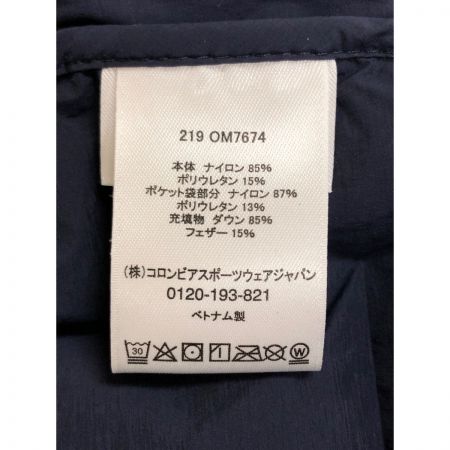 219 OM7674
本体 ナイロン 85%
ポリウレタン 15%
ポケット袋部分 ナイロン 87%
ポリウレタン 13%
充填物 ダウン 85%
フェザー 15%
(株)コロンビアスポーツウェアジャパン
0120-193-821
ベトナム製
30
W